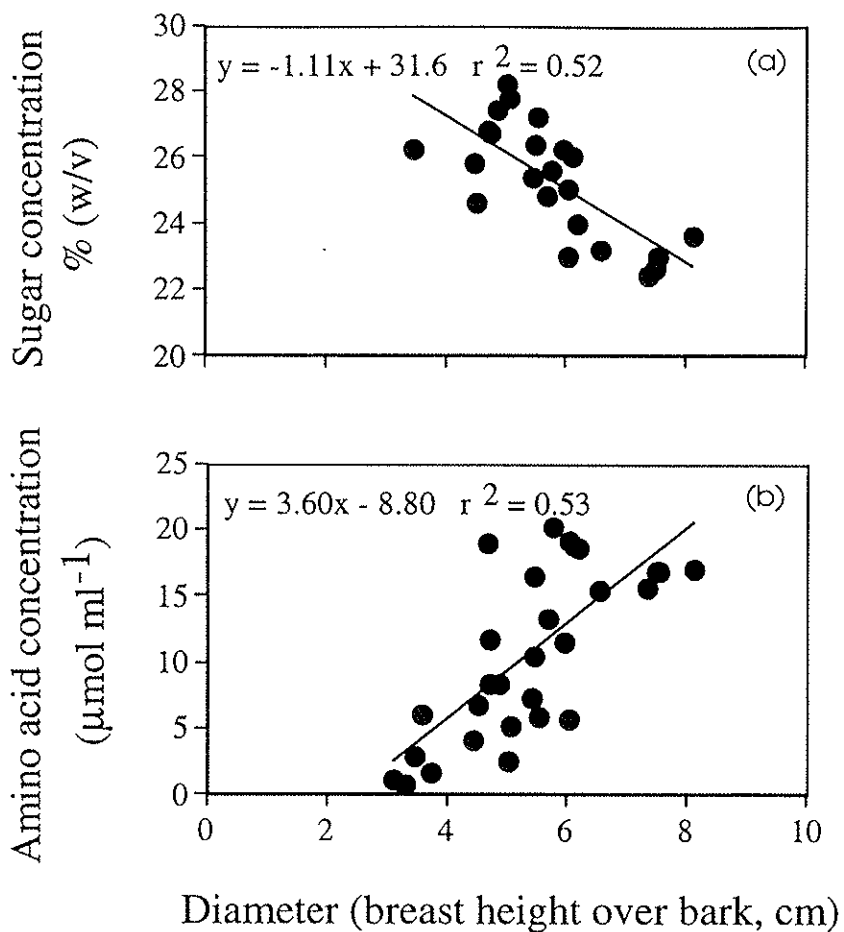 Sugar concentration
% (w/v)
30
28
26
24
22
20
y = -1.11x + 31.6 r 2 = 0.52
(a)
Amino acid concentration
(µmol ml⁻¹)
25
20
15
10
5
0
y = 3.60x - 8.80 r 2 = 0.53
(b)
0 2 4 6 8 10
Diameter (breast height over bark, cm)